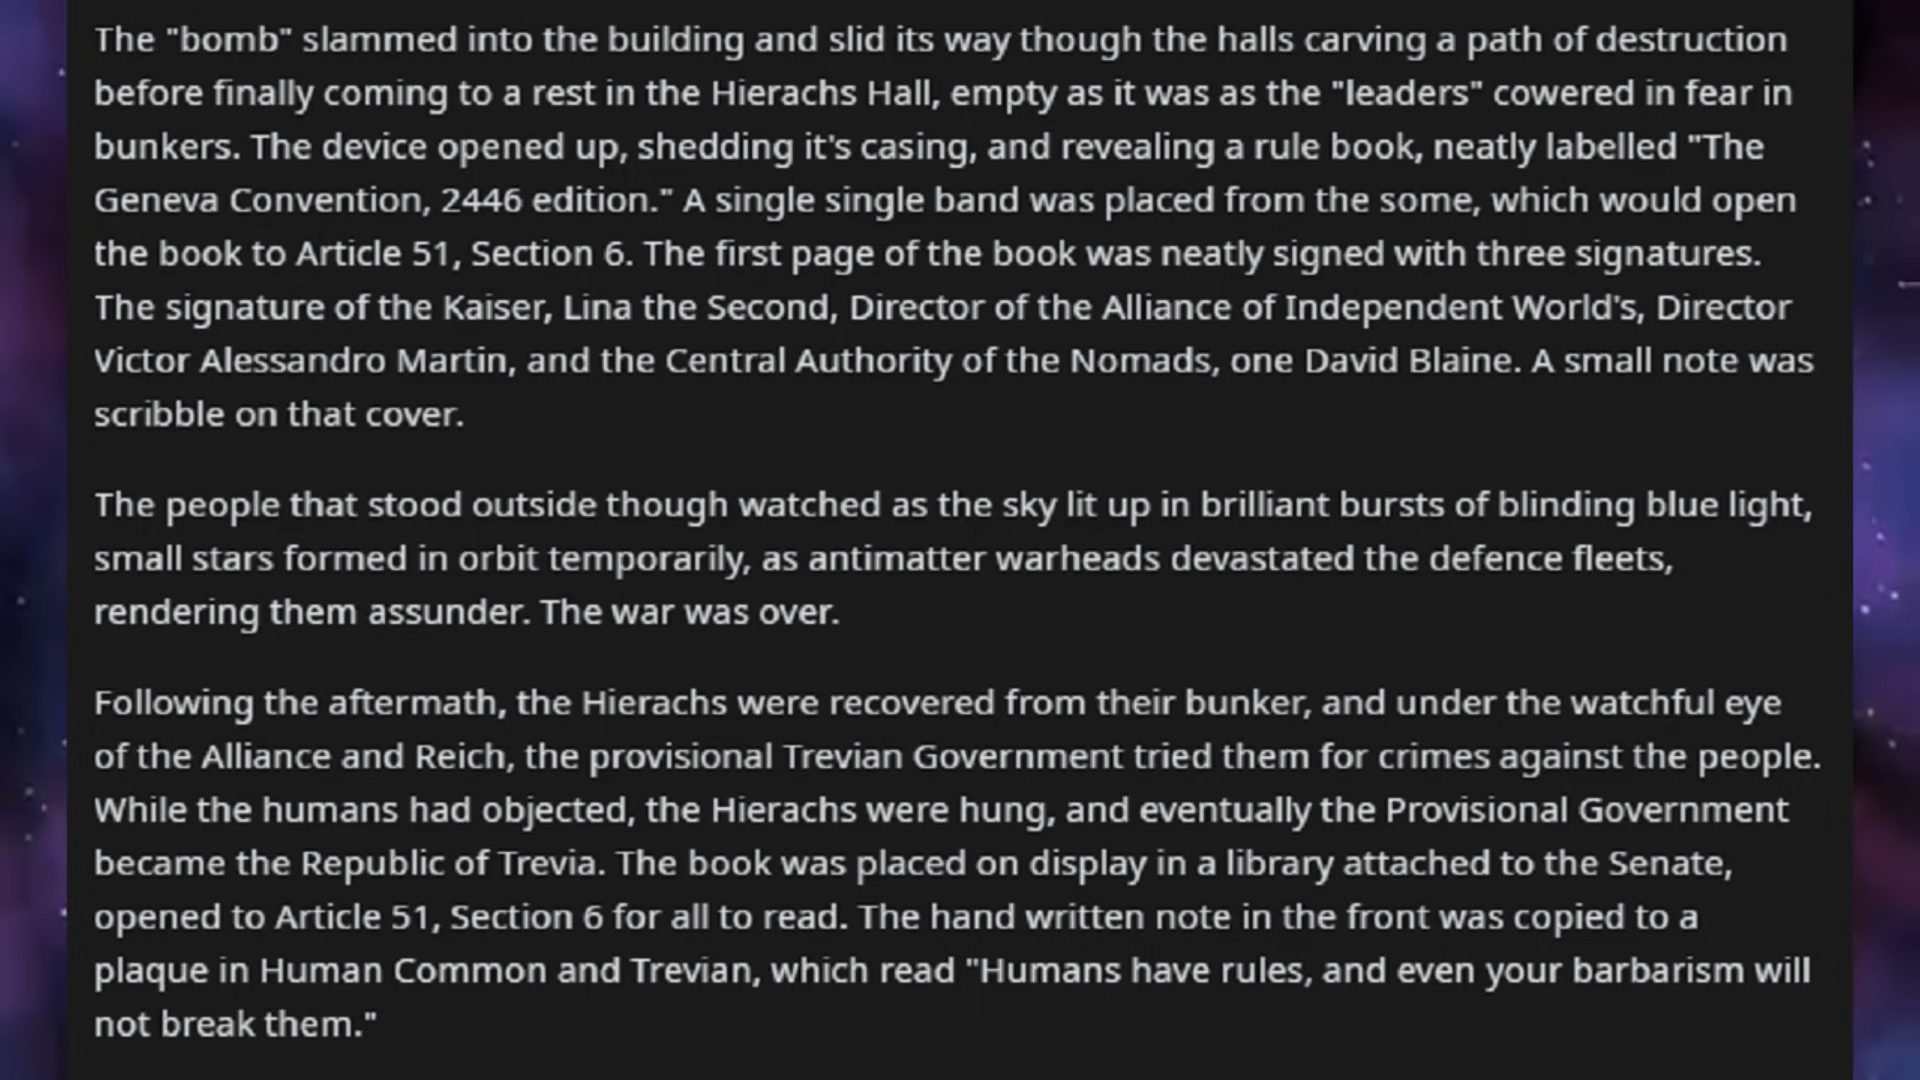 The "bomb" slammed into the building and slid its way though the halls carving a path of destruction
before finally coming to a rest in the Hierachs Hall, empty as it was as the "leaders" cowered in fear in
bunkers. The device opened up, shedding it's casing, and revealing a rule book, neatly labelled "The
Geneva Convention, 2446 edition." A single single band was placed from the some, which would open
the book to Article 51, Section 6. The first page of the book was neatly signed with three signatures.
The signature of the Kaiser, Lina the Second, Director of the Alliance of Independent World's, Director
Victor Alessandro Martin, and the Central Authority of the Nomads, one David Blaine. A small note was
scribble on that cover.
The people that stood outside though watched as the sky lit up in brilliant bursts of blinding blue light,
small stars formed in orbit temporarily, as antimatter warheads devastated the defence fleets,
rendering them assunder. The war was over.
Following the aftermath, the Hierachs were recovered from their bunker, and under the watchful eye
of the Alliance and Reich, the provisional Trevian Government tried them for crimes against the people.
While the humans had objected, the Hierachs were hung, and eventually the Provisional Government
became the Republic of Trevia. The book was placed on display in a library attached to the Senate,
opened to Article 51, Section 6 for all to read. The hand written note in the front was copied to a
plaque in Human Common and Trevian, which read "Humans have rules, and even your barbarism will
not break them."